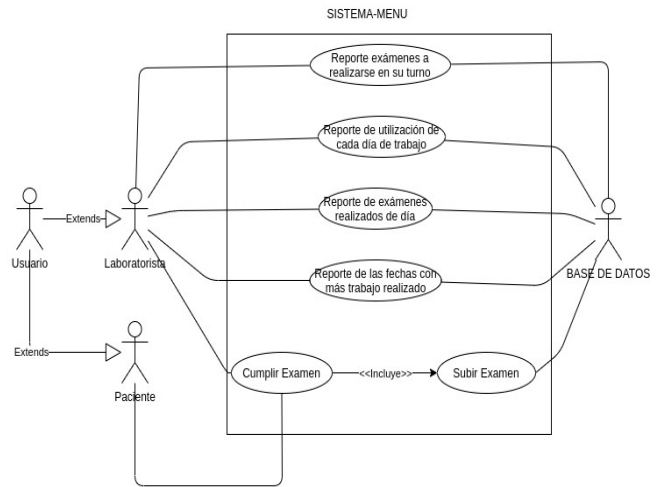 SISTEMA-MENU
Reporte exámenes a
realizarse en su turno
Reporte de utilización de
cada día de trabajo
Reporte de exámenes
realizados de día
Reporte de las fechas con
más trabajo realizado
Cumplir Examen
<<Incluye>>
Subir Examen
Extends
Usuario
Laboratorista
BASE DE DATOS
Extends
Paciente